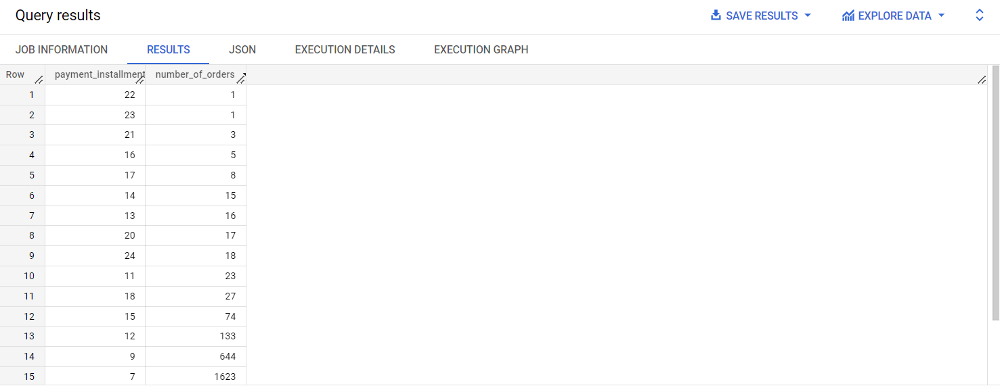 Query results SAVE RESULTS EXPLORE DATA
JOB INFORMATION RESULTS JSON EXECUTION DETAILS EXECUTION GRAPH
Row payment_installment number_of_orders
1 22 1
2 23 1
3 21 3
4 16 5
5 17 8
6 14 15
7 13 16
8 20 17
9 24 18
10 11 23
11 18 27
12 15 74
13 12 133
14 9 644
15 7 1623